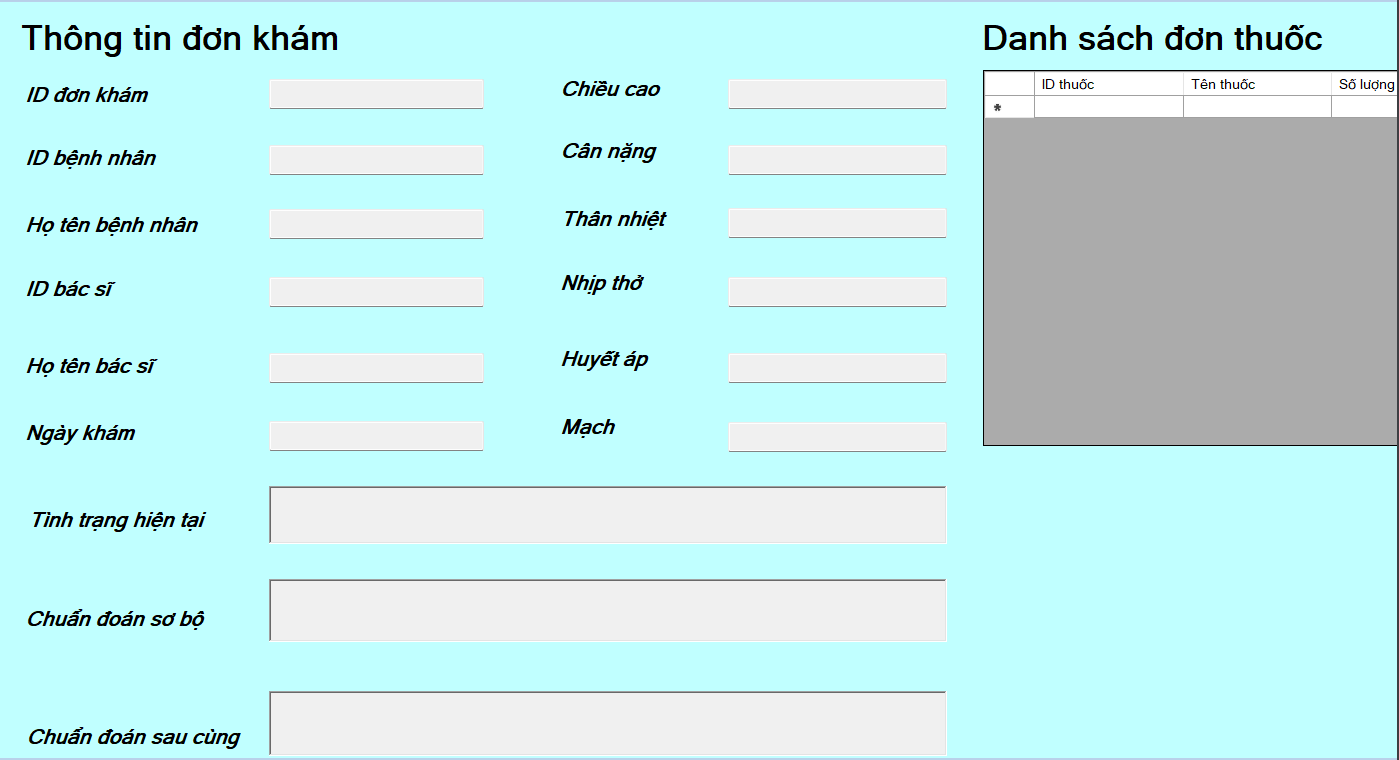 Thông tin đơn khám
ID đơn khám
ID bệnh nhân
Họ tên bệnh nhân
ID bác sĩ
Họ tên bác sĩ
Ngày khám
Chiều cao
Cân nặng
Thân nhiệt
Nhịp thở
Huyết áp
Mạch
Tình trạng hiện tại
Chuẩn đoán sơ bộ
Chuẩn đoán sau cùng
Danh sách đơn thuốc
ID thuốc Tên thuốc Số lượng
*